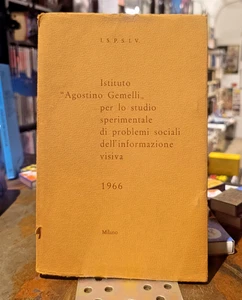 I. S. P. S. I. V.
Istituto
"Agostino Gemelli„
per lo studio
sperimentale
di problemi sociali
dell'informazione
visiva
1966
Milano